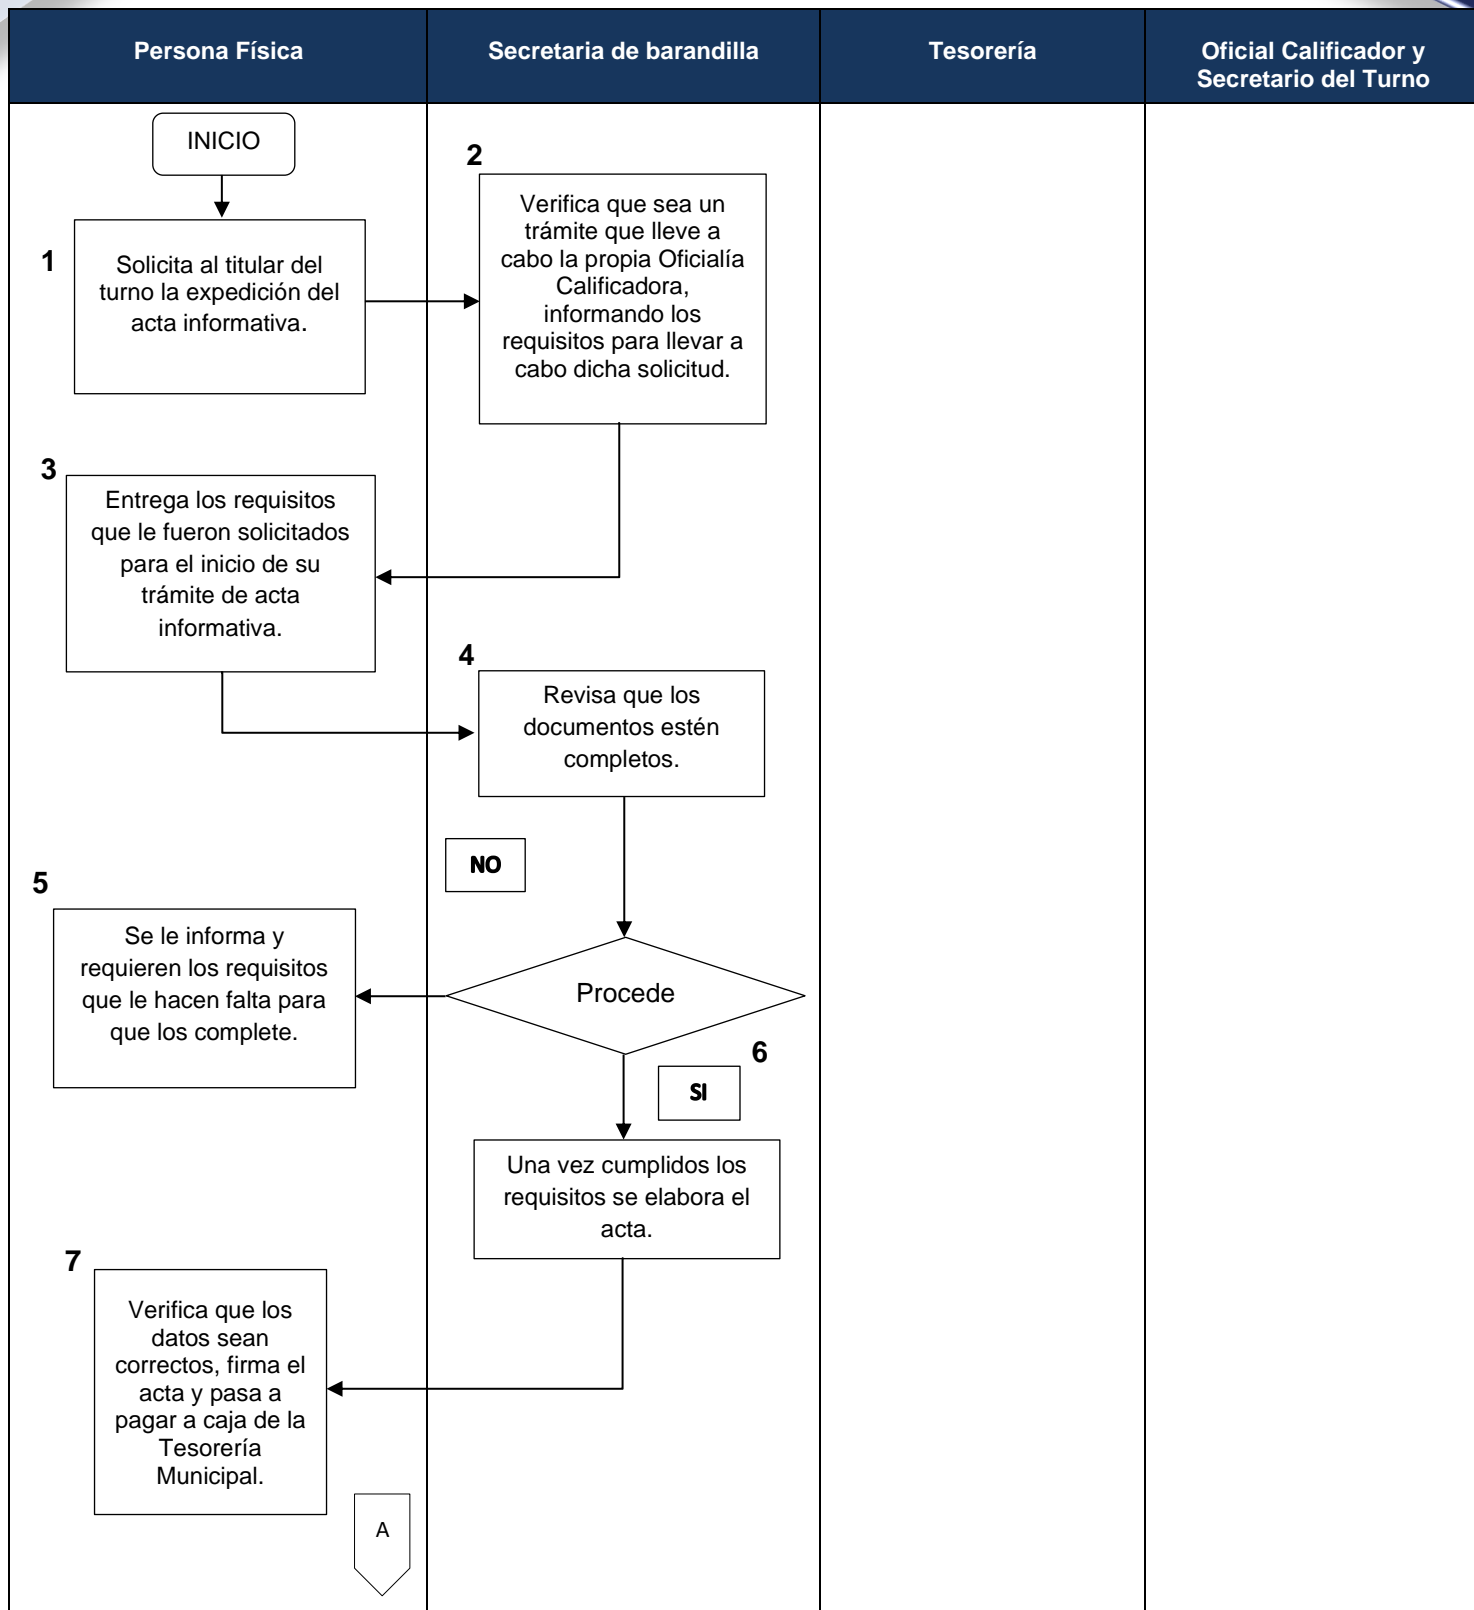 Persona Física
Secretaria de barandilla
Tesorería
Oficial Calificador y
Secretario del Turno
INICIO
1
Solicita al titular del
turno la expedición del
acta informativa.
2
Verifica que sea un
trámite que lleve a
cabo la propia Oficialía
Calificadora,
informando los
requisitos para llevar a
cabo dicha solicitud.
3
Entrega los requisitos
que le fueron solicitados
para el inicio de su
trámite de acta
informativa.
4
Revisa que los
documentos estén
completos.
NO
5
Se le informa y
requieren los requisitos
que le hacen falta para
que los complete.
Procede
6
SI
Una vez cumplidos los
requisitos se elabora el
acta.
7
Verifica que los
datos sean
correctos, firma el
acta y pasa a
pagar a caja de la
Tesorería
Municipal.
A